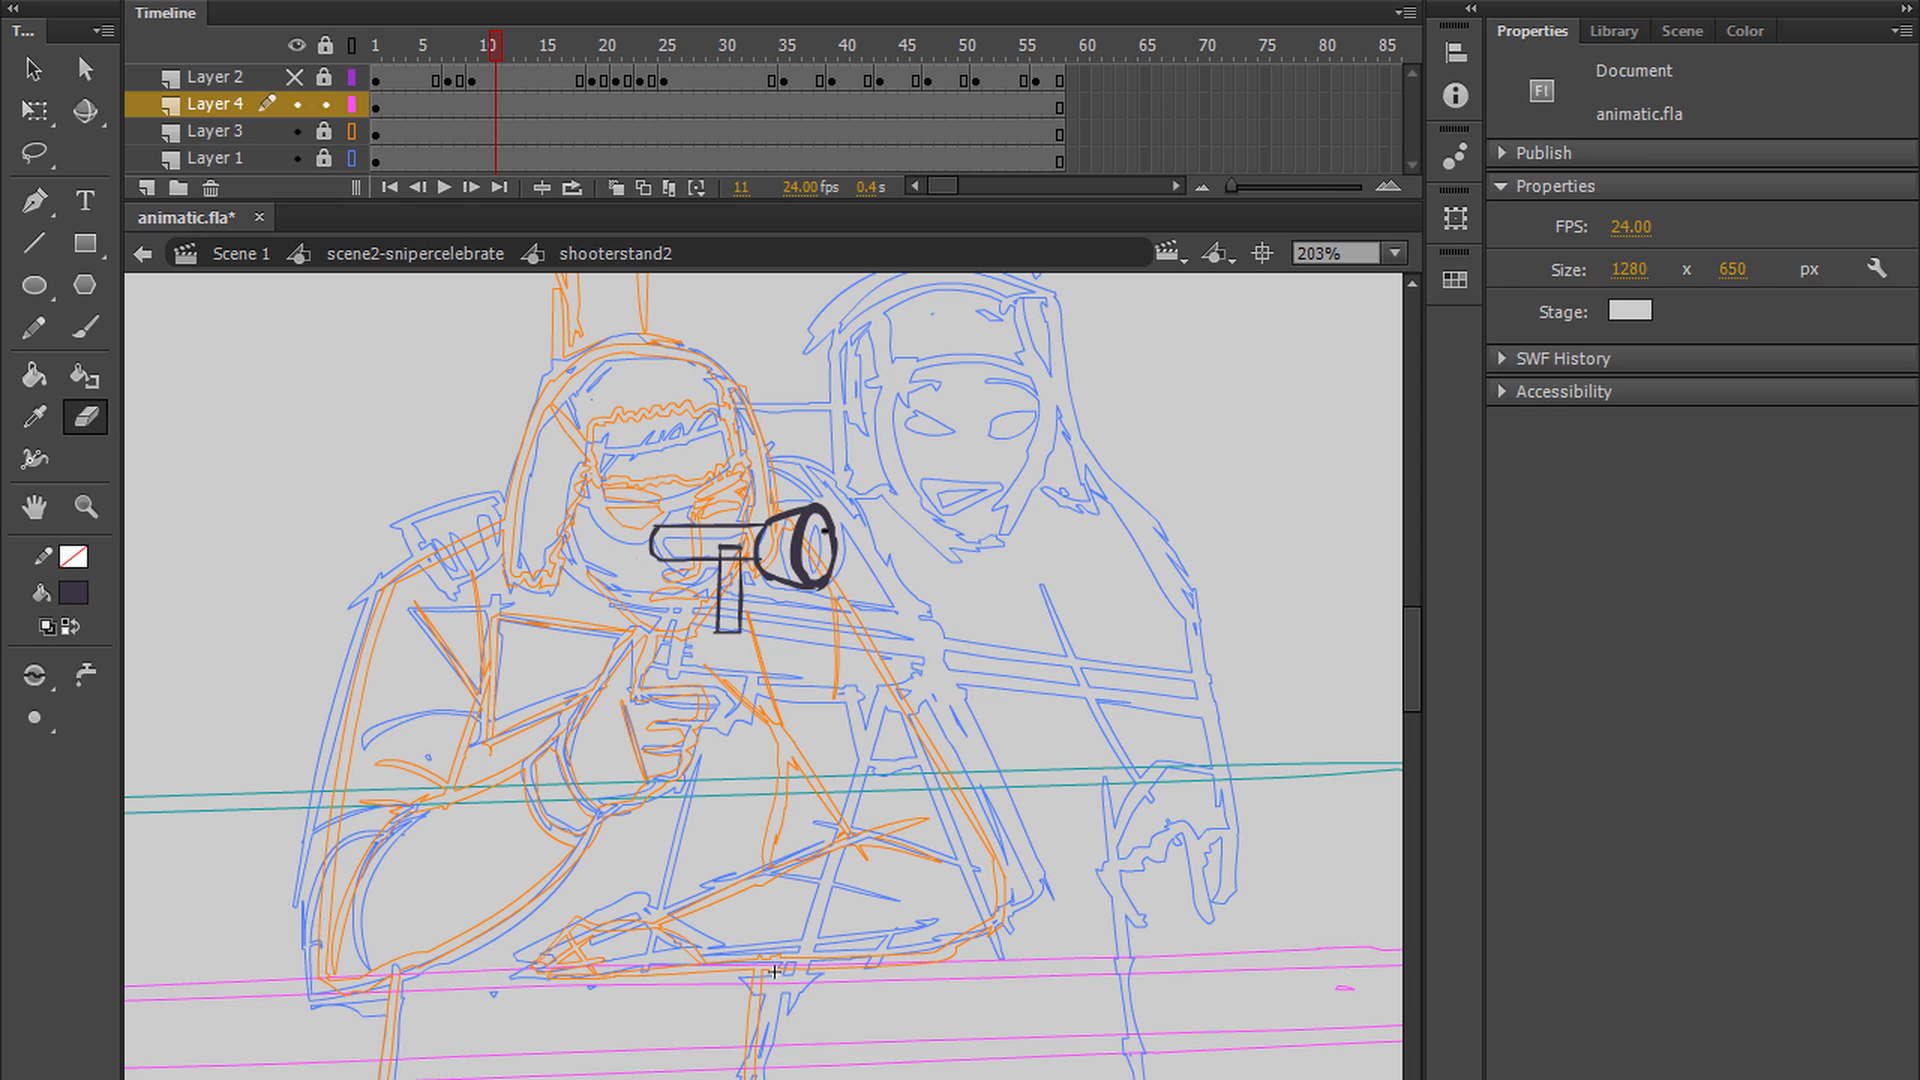 T...
Timeline
1 5 10 15 20 25 30 35 40 45 50 55 60 65 70 75 80 85
Layer 2
Layer 4
Layer 3
Layer 1
11 24.00 fps 0.4 s
animatic.fla*
Scene 1 scene2-snipercelebrate shooterstand2 203%
T
Properties Library Scene Color
Document
Fl
animatic.fla
Publish
Properties
FPS: 24.00
Size: 1280 x 650 px
Stage:
SWF History
Accessibility